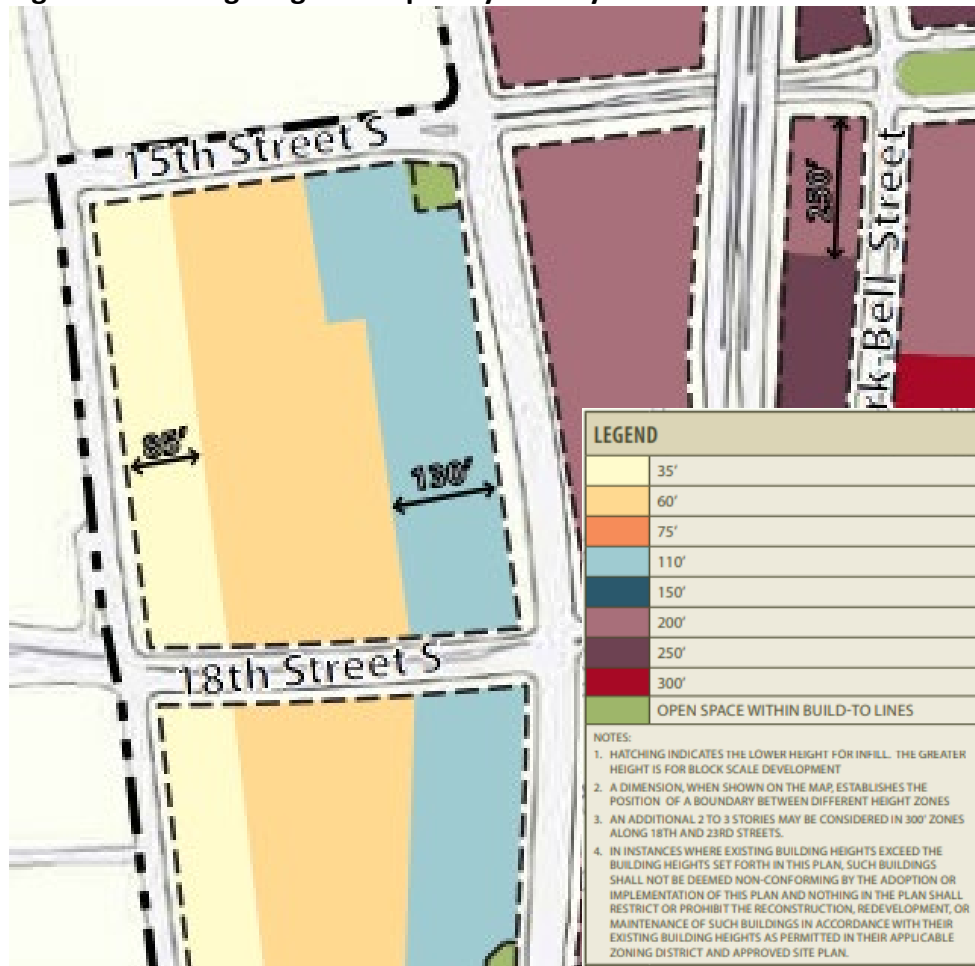 15th Street S
250'
rk-Bell Street
130'
18th Street S
LEGEND
35'
60'
75'
110'
150'
200'
250'
300'
OPEN SPACE WITHIN BUILD-TO LINES
NOTES:
1. HATCHING INDICATES THE LOWER HEIGHT FOR INFILL. THE GREATER
HEIGHT IS FOR BLOCK SCALE DEVELOPMENT
2. A DIMENSION, WHEN SHOWN ON THE MAP, ESTABLISHES THE
POSITION OF A BOUNDARY BETWEEN DIFFERENT HEIGHT ZONES
3. AN ADDITIONAL 2 TO 3 STORIES MAY BE CONSIDERED IN 300' ZONES
ALONG 18TH AND 23RD STREETS.
4. IN INSTANCES WHERE EXISTING BUILDING HEIGHTS EXCEED THE
BUILDING HEIGHTS SET FORTH IN THIS PLAN, SUCH BUILDINGS
SHALL NOT BE DEEMED NON-CONFORMING BY THE ADOPTION OR
IMPLEMENTATION OF THIS PLAN AND NOTHING IN THE PLAN SHALL
RESTRICT OR PROHIBIT THE RECONSTRUCTION, REDEVELOPMENT, OR
MAINTENANCE OF SUCH BUILDINGS IN ACCORDANCE WITH THEIR
EXISTING BUILDING HEIGHTS AS PERMITTED IN THEIR APPLICABLE
ZONING DISTRICT AND APPROVED SITE PLAN.